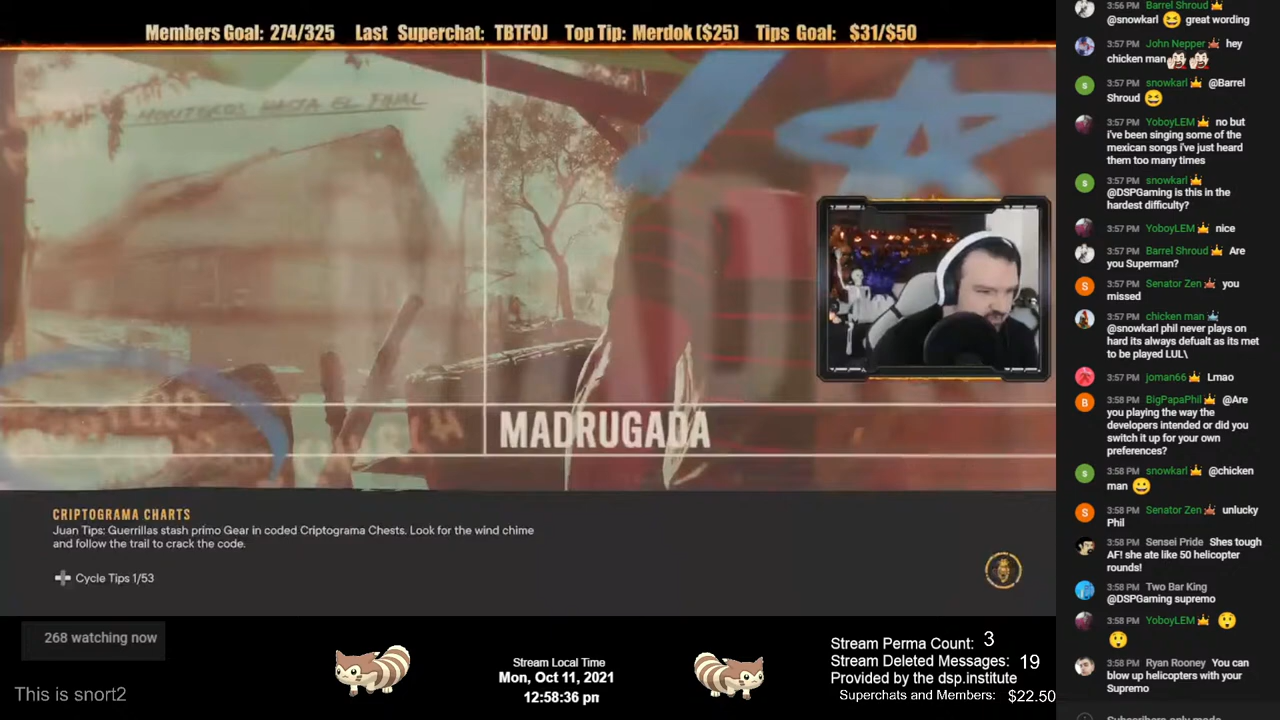 Members Goal: 274/325 Last Superchat: TBTFOJ Top Tip: Merdok ($25) Tips Goal: $31/$50
MONTEROS HASTA EL FINAL
MADRUGADA
CRIPTOGRAMA CHARTS
Juan Tips: Guerrillas stash primo Gear in coded Criptograma Chests. Look for the wind chime
and follow the trail to crack the code.
Cycle Tips 1/53
268 watching now
This is snort2
Stream Local Time
Mon, Oct 11, 2021
12:58:36 pm
Stream Perma Count: 3
Stream Deleted Messages: 19
Provided by the dsp.institute
Superchats and Members: $22.50
3:56 PM Barrel Shroud
@snowkarl great wording
3:57 PM John Nepper hey
chicken man
3:57 PM snowkarl @Barrel
Shroud
3:57 PM YoboyLEM no but
i've been singing some of the
mexican songs i've just heard
them too many times
3:57 PM snowkarl
@DSPGaming is this in the
hardest difficulty?
3:57 PM YoboyLEM nice
3:57 PM Barrel Shroud Are
you Superman?
3:57 PM Senator Zen you
missed
3:57 PM chicken man
@snowkarl phil never plays on
hard its always defualt as its met
to be played LUL\
3:57 PM joman66 Lmao
3:58 PM BigPapaPhil @Are
you playing the way the
developers intended or did you
switch it up for your own
preferences?
3:58 PM snowkarl @chicken
man
3:58 PM Senator Zen unlucky
Phil
3:58 PM Sensei Pride Shes tough
AF! she ate like 50 helicopter
rounds!
3:58 PM Two Bar King
@DSPGaming supremo
3:58 PM YoboyLEM
3:58 PM Ryan Rooney You can
blow up helicopters with your
Supremo